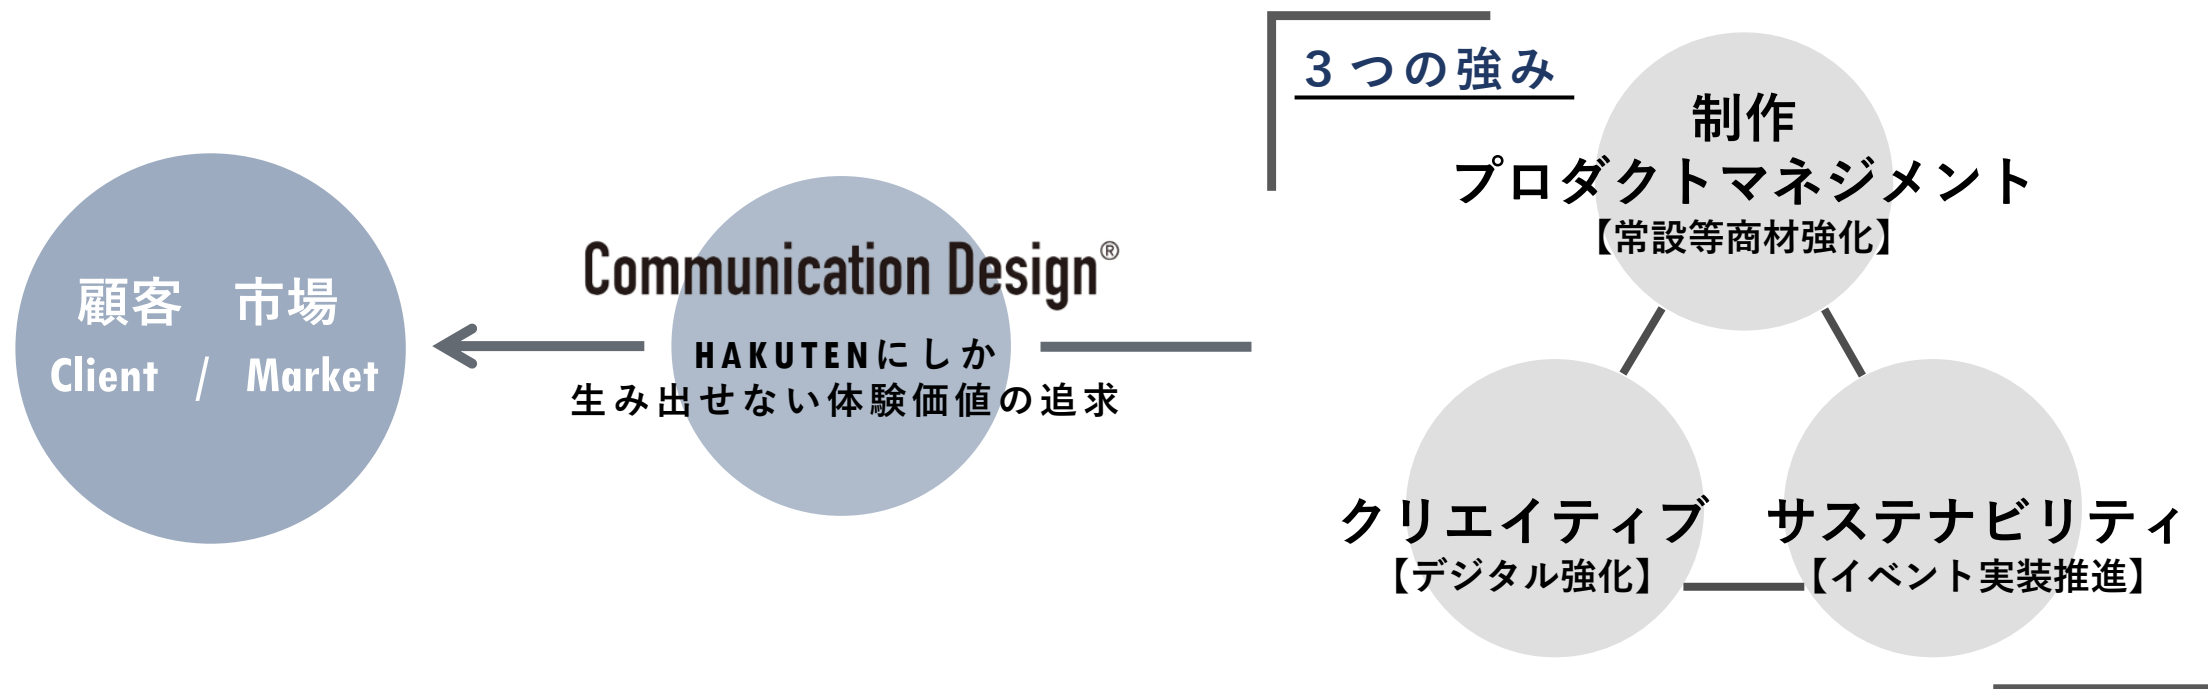 顧客　市場
Client / Market
Communication Design®
HAKUTENにしか
生み出せない体験価値の追求
3つの強み
制作
プロダクトマネジメント
【常設等商材強化】
クリエイティブ
【デジタル強化】
サステナビリティ
【イベント実装推進】